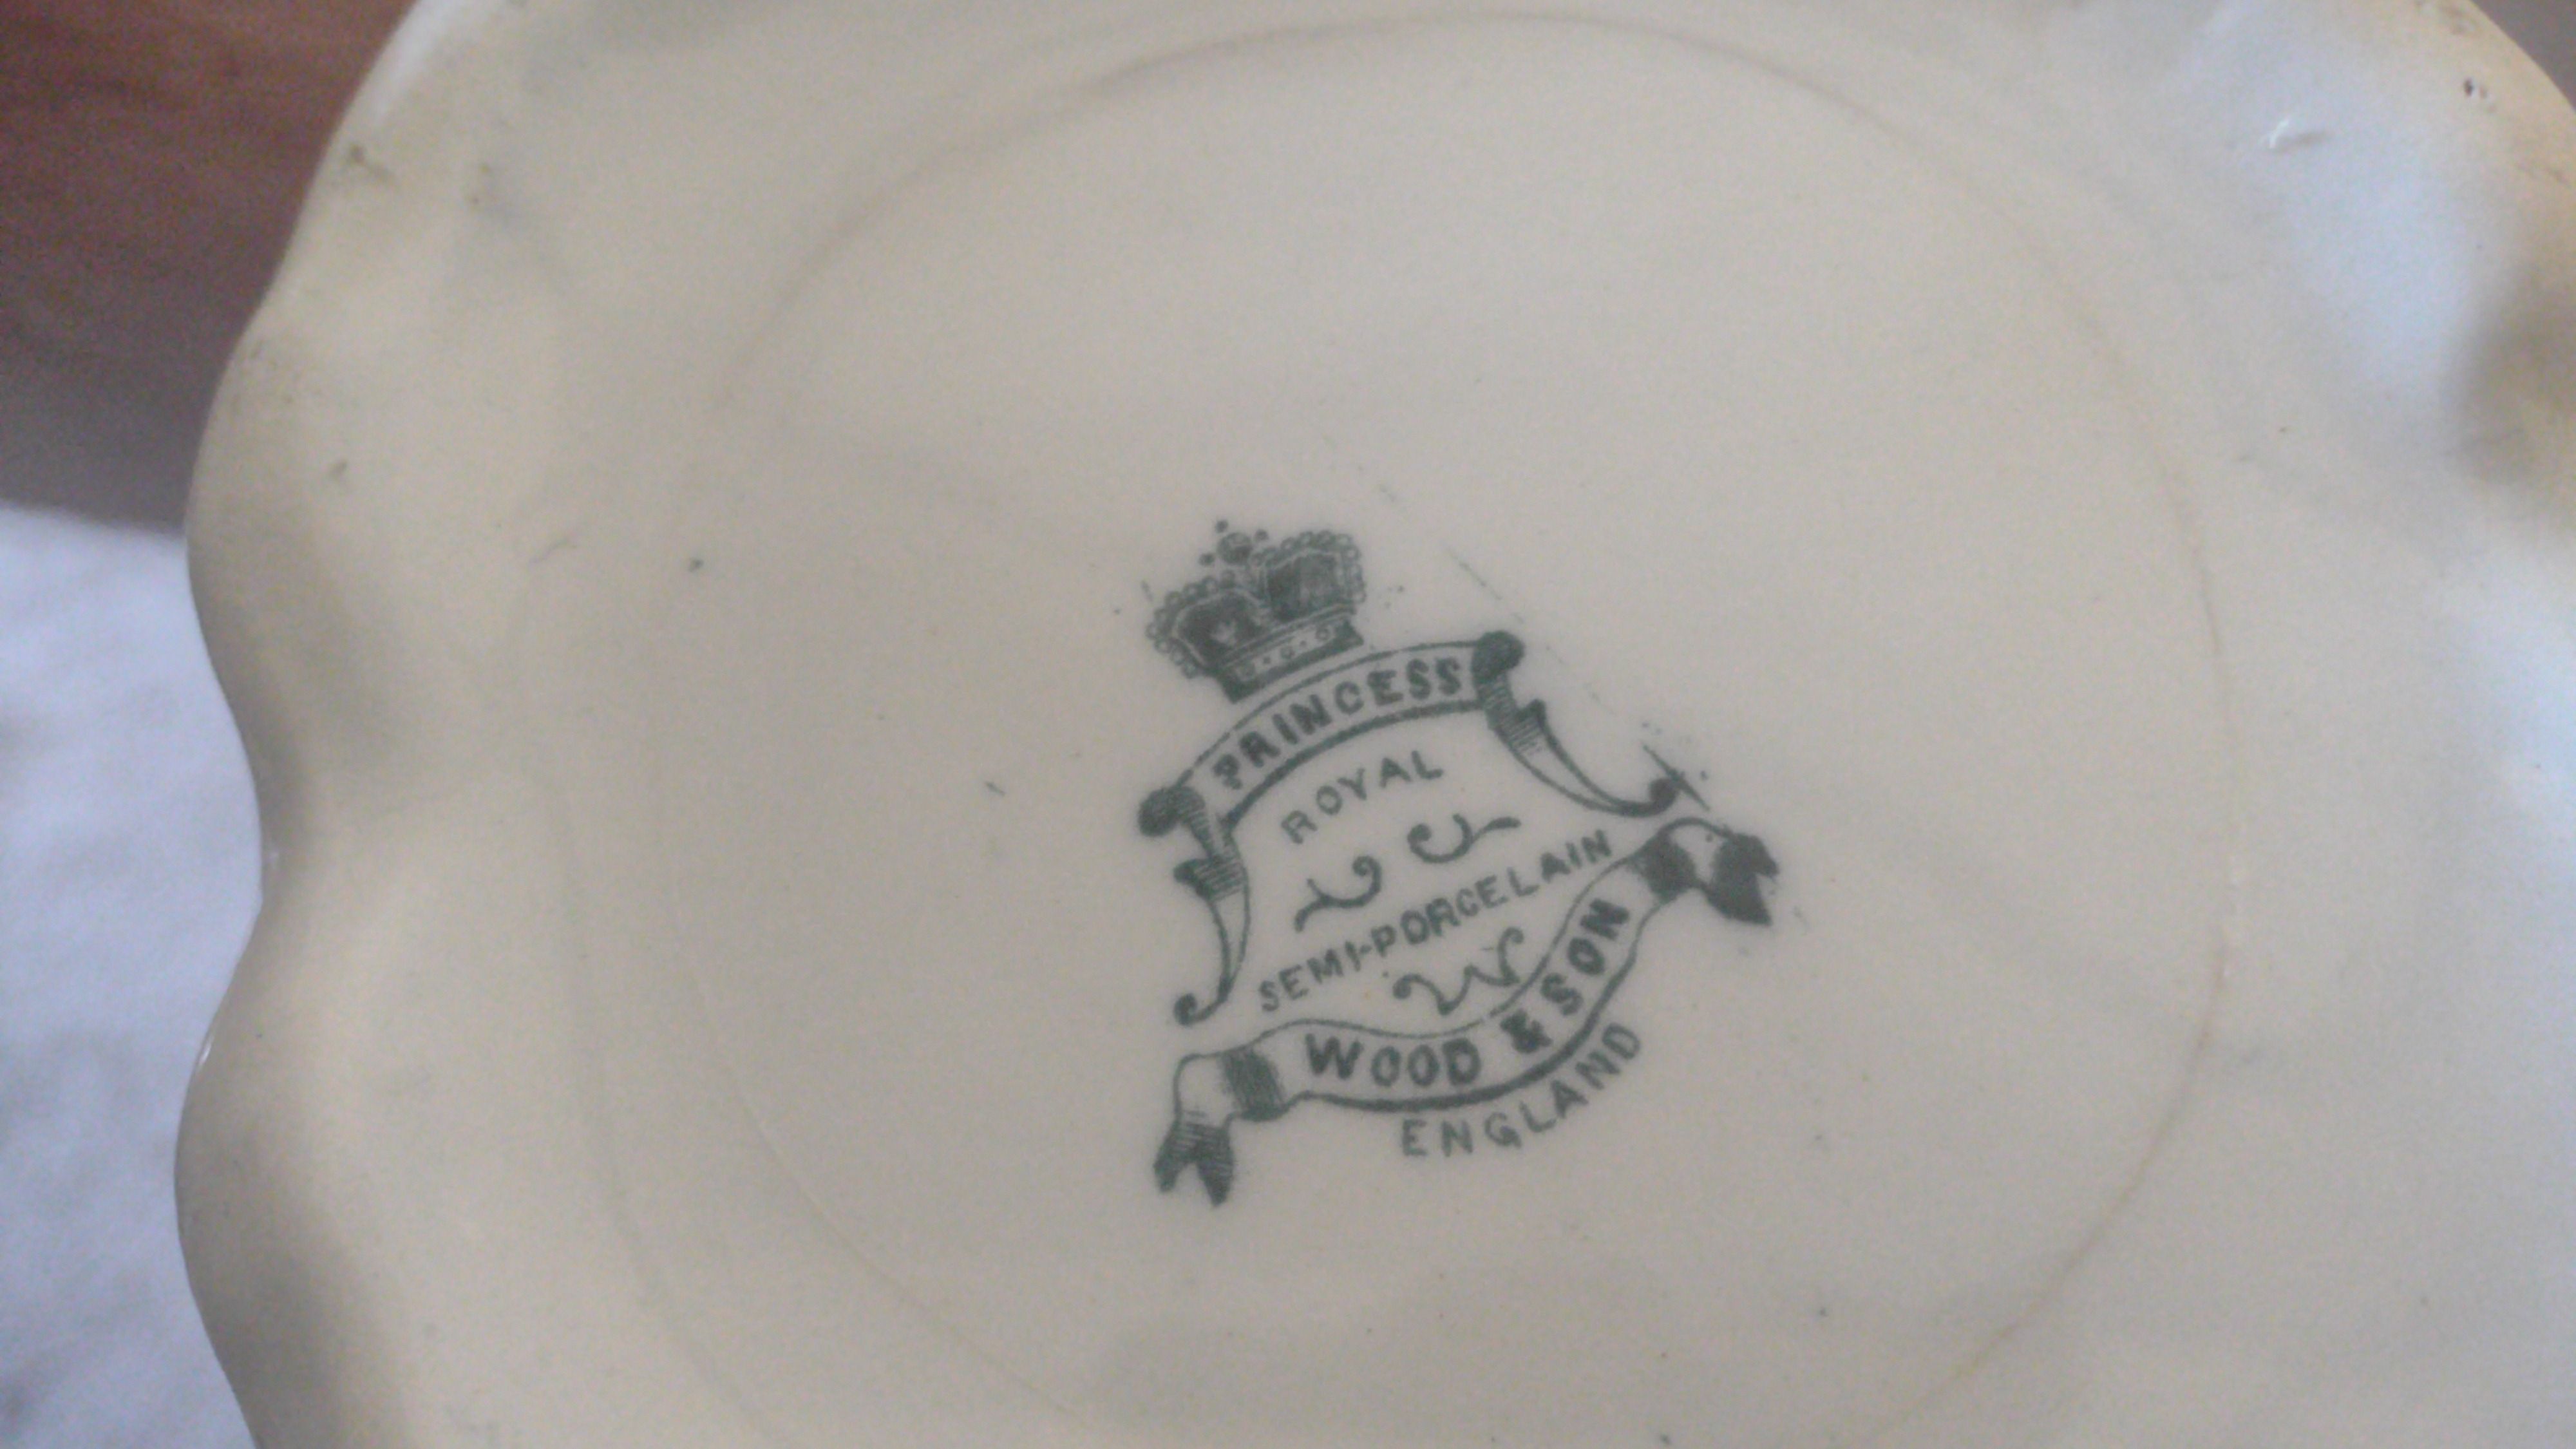 PRINCESS
ROYAL
SEMI-PORCELAIN
WOOD & SON
ENGLAND